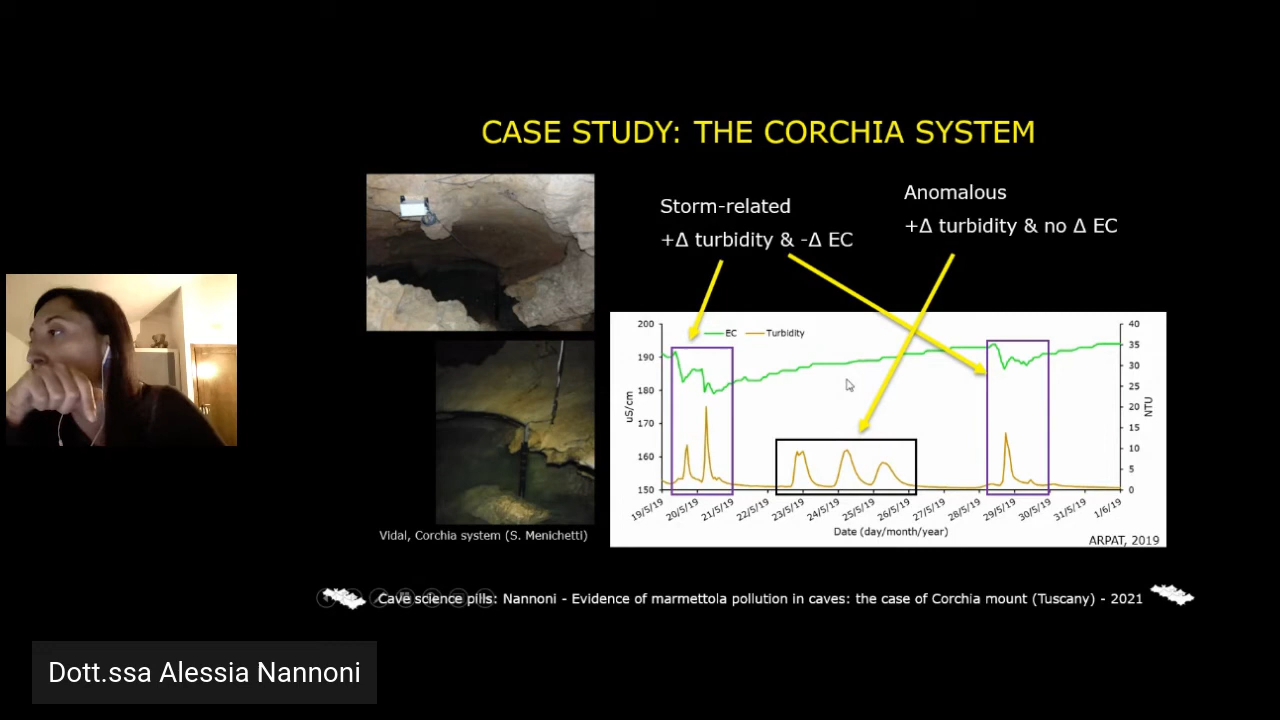 CASE STUDY: THE CORCHIA SYSTEM
Storm-related
+Δ turbidity & -Δ EC
Anomalous
+Δ turbidity & no Δ EC
EC
Turbidity
200
190
180
170
160
150
uS/cm
40
35
30
25
20
15
10
5
0
NTU
19/5/19
20/5/19
21/5/19
22/5/19
23/5/19
24/5/19
25/5/19
26/5/19
27/5/19
28/5/19
29/5/19
30/5/19
31/5/19
1/6/19
Date (day/month/year)
ARPAT, 2019
Vidal, Corchia system (S. Menichetti)
Cave science pills: Nannoni - Evidence of marmettola pollution in caves: the case of Corchia mount (Tuscany) - 2021
Dott.ssa Alessia Nannoni